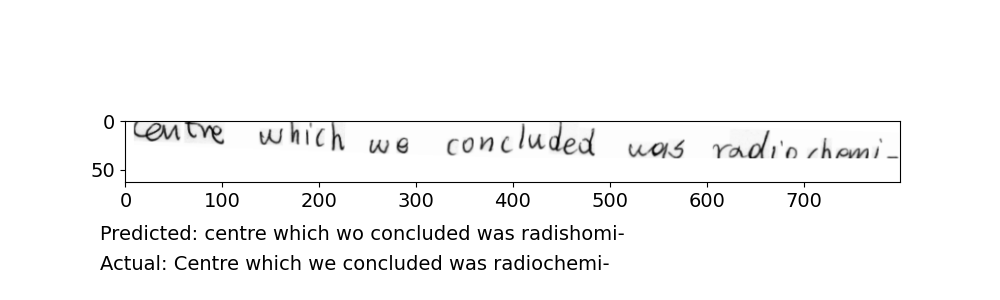 0
centre which we concluded was radiochemi-
50
0 100 200 300 400 500 600 700
Predicted: centre which wo concluded was radishomi-
Actual: Centre which we concluded was radiochemi-